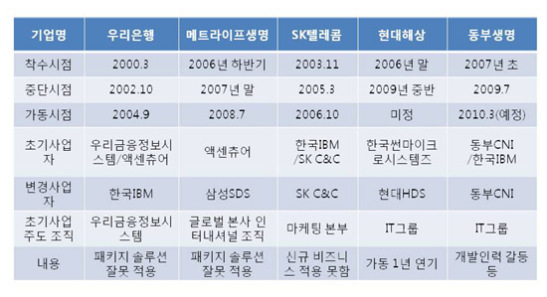 기업명 우리은행 메트라이프생명 SK텔레콤 현대해상 동부생명
착수시점 2000.3 2006년 하반기 2003.11 2006년 말 2007년 초
중단시점 2002.10 2007년 말 2005.3 2009년 중반 2009.7
가동시점 2004.9 2008.7 2006.10 미정 2010.3(예정)
초기사업 우리금융정보시 액센츄어 한국IBM 한국썬마이크 동부CNI
자 스템/액센츄어 /SK C&C 로시스템즈 /한국IBM
변경사업 한국IBM 삼성SDS SK C&C 현대HDS 동부CNI
자
초기사업 우리금융정보시 글로벌 본사 인 마케팅 본부 IT그룹 IT그룹
주도 조직 스템 터내셔널 조직
내용 패키지 솔루션 패키지 솔루션 신규 비즈니 가동 1년 연기 개발인력 갈등
잘못 적용 잘못 적용 스 적용 못함 등